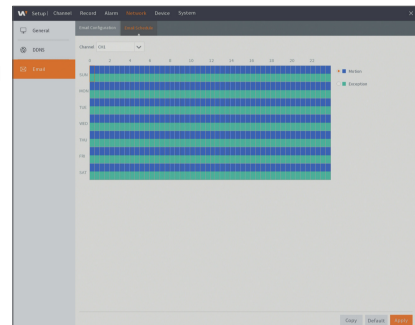 Setup | Channel Record Alarm Network Device System
General
DDNS
Email
Email Configuration Email Schedule
Channel CH1
0 2 4 6 8 10 12 14 16 18 20 22
SUN
MON
TUE
WED
THU
FRI
SAT
Motion
Exception
Copy Default Apply